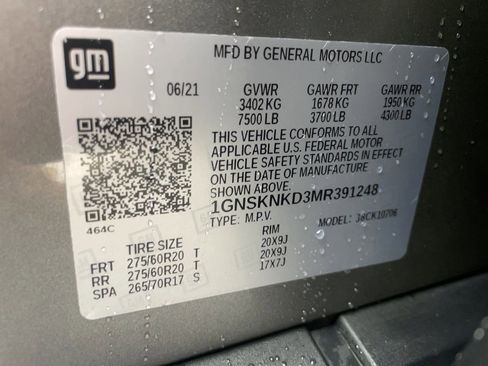 gm
MFD BY GENERAL MOTORS LLC
06/21 GVWR GAWR FRT GAWR RR
3402 KG 1678 KG 1950 KG
7500 LB 3700 LB 4300 LB
THIS VEHICLE CONFORMS TO ALL
APPLICABLE U.S. FEDERAL MOTOR
VEHICLE SAFETY STANDARDS IN EFFECT
ON THE DATE OF MANUFACTURE
1GNSKNKD3MR391248
464C TYPE: M.P.V. MODEL: 38CK10706
TIRE SIZE RIM
FRT 275/60R20 T 20X9J
RR 275/60R20 T 20X9J
SPA 265/70R17 S 17X7J